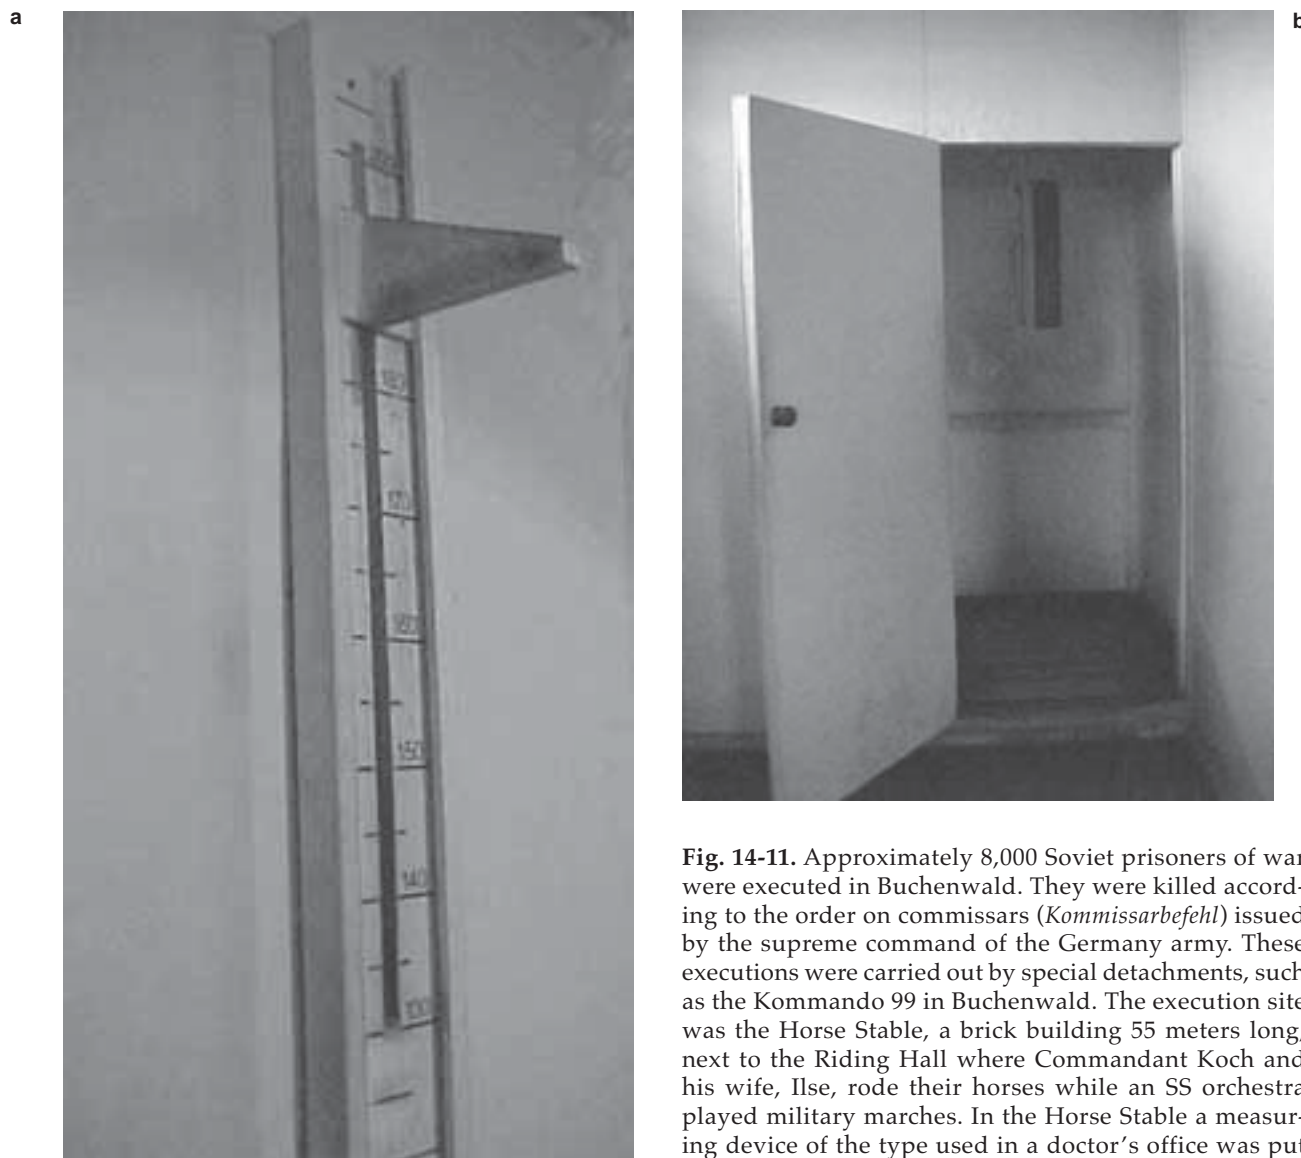 a
b
180
170
160
150
140
130
Fig. 14-11. Approximately 8,000 Soviet prisoners of war
were executed in Buchenwald. They were killed accord-
ing to the order on commissars (Kommissarbefehl) issued
by the supreme command of the Germany army. These
executions were carried out by special detachments, such
as the Kommando 99 in Buchenwald. The execution site
was the Horse Stable, a brick building 55 meters long,
next to the Riding Hall where Commandant Koch and
his wife, Ilse, rode their horses while an SS orchestra
played military marches. In the Horse Stable a measur-
ing device of the type used in a doctor's office was put